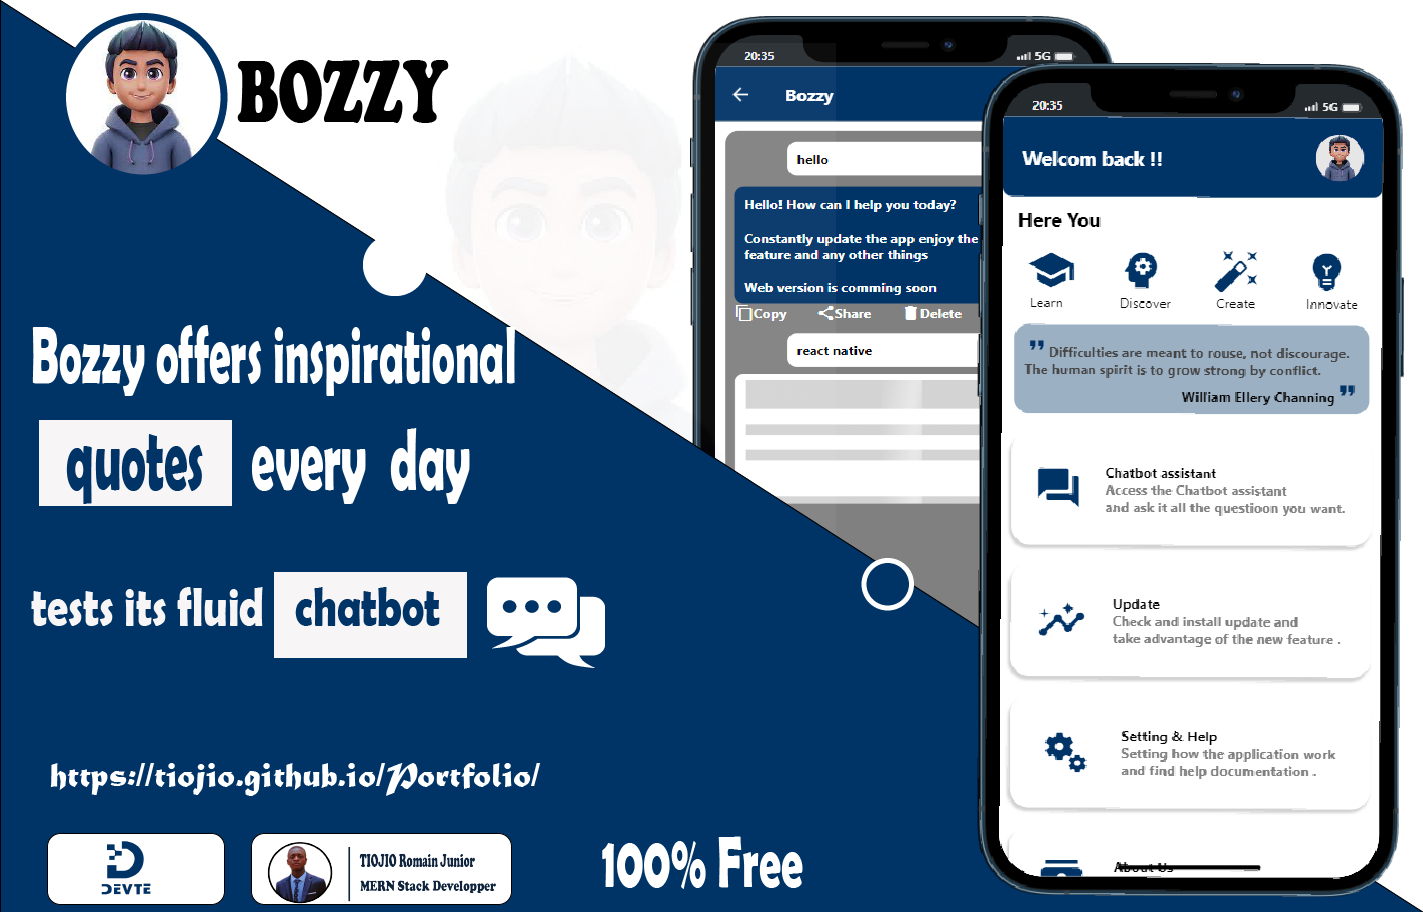 BOZZY
Bozzy offers inspirational
quotes every day
tests its fluid chatbot
https://tiojio.github.io/Portfolio/
DEVTE
TIOJIO Romain Junior
MERN Stack Developper
100% Free
20:35
5G
Bozzy
hello
Hello! How can I help you today?
Constantly update the app enjoy the
feature and any other things
Web version is comming soon
Copy Share Delete
react native
20:35
5G
Welcom back !!
Here You
Learn Discover Create Innovate
" Difficulties are meant to rouse, not discourage.
The human spirit is to grow strong by conflict.
William Ellery Channing "
Chatbot assistant
Access the Chatbot assistant
and ask it all the questioon you want.
Update
Check and install update and
take advantage of the new feature .
Setting & Help
Setting how the application work
and find help documentation .
About Us